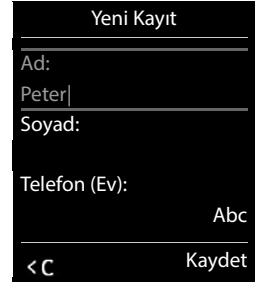 Yeni Kayıt
Ad:
Peter
Soyad:
Telefon (Ev):
Abc
<C Kaydet